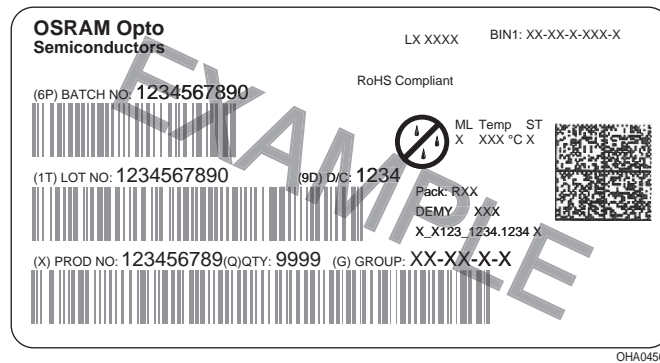 OSRAM Opto
Semiconductors
LX XXXX
BIN1: XX-XX-X-XXX-X
RoHS Compliant
(6P) BATCH NO: 1234567890
ML Temp ST
X XXX °C X
(1T) LOT NO: 1234567890 (9D) D/C: 1234
Pack: RXX
DEMY XXX
X_X123_1234.1234 X
(X) PROD NO: 123456789(Q)QTY: 9999 (G) GROUP: XX-XX-X-X
EXAMPLE